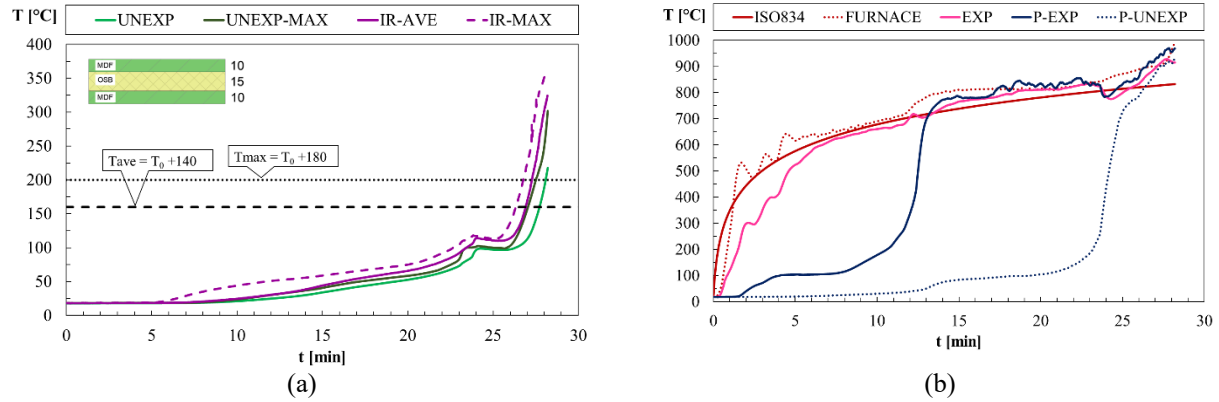 T [°C] UNEXP UNEXP-MAX IR-AVE IR-MAX
400
350
300
250
200
150
100
50
0
MDF 10
OSB 15
MDF 10
Tave = T₀ +140
Tmax = T₀ +180
0 5 10 15 20 25 30
t [min]
(a)
T [°C] ISO834 FURNACE EXP P-EXP P-UNEXP
1000
900
800
700
600
500
400
300
200
100
0
0 5 10 15 20 25 30
t [min]
(b)